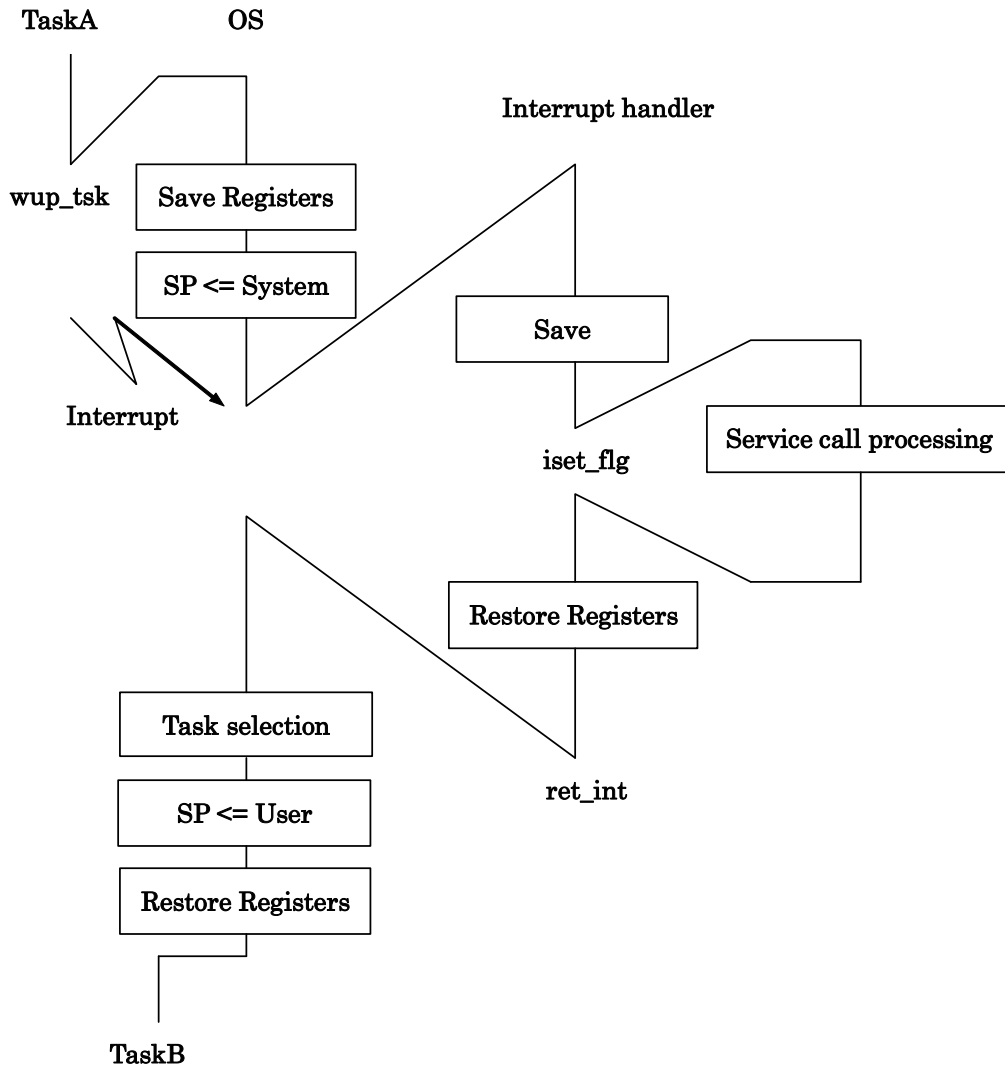 TaskA
OS
Interrupt handler
wup_tsk
Save Registers
SP <= System
Save
Interrupt
Service call processing
iset_flg
Restore Registers
Task selection
ret_int
SP <= User
Restore Registers
TaskB